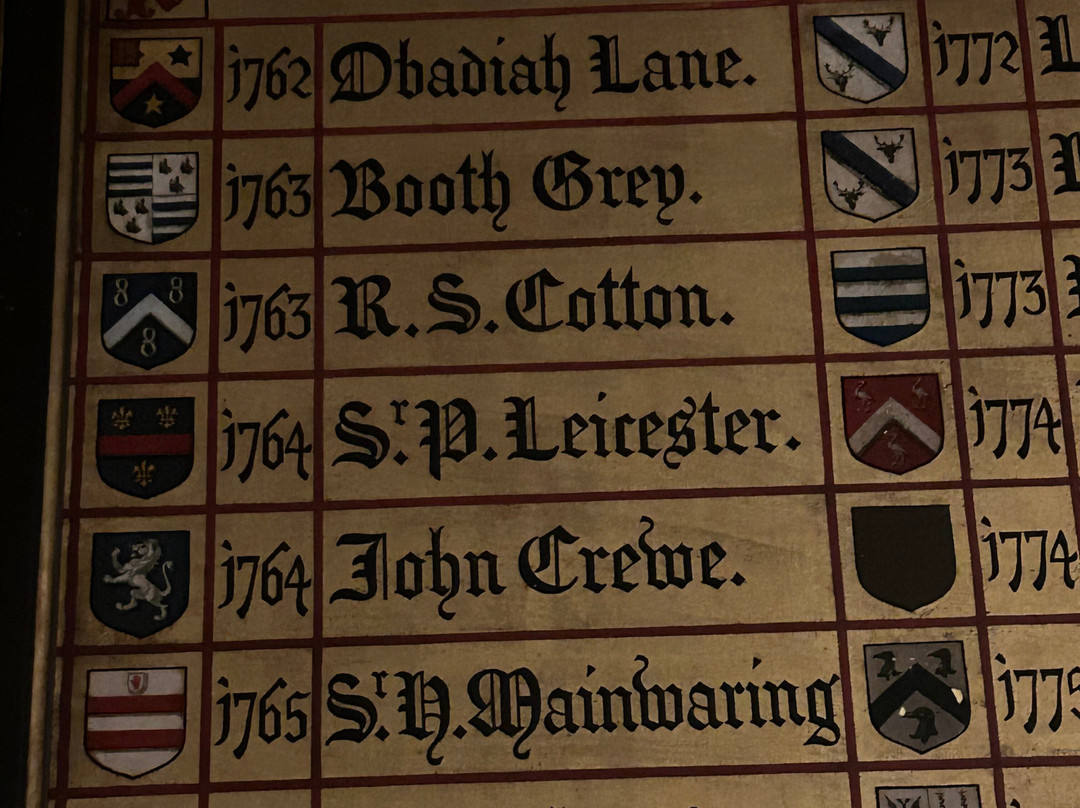 1762 Obadiah Lane. 1772
1763 Booth Grey. 1773
1763 R. S. Cotton. 1773
1764 Sr. P. Leicester. 1774
1764 John Crewe. 1774
1765 Sr. H. Mainwaring 1775